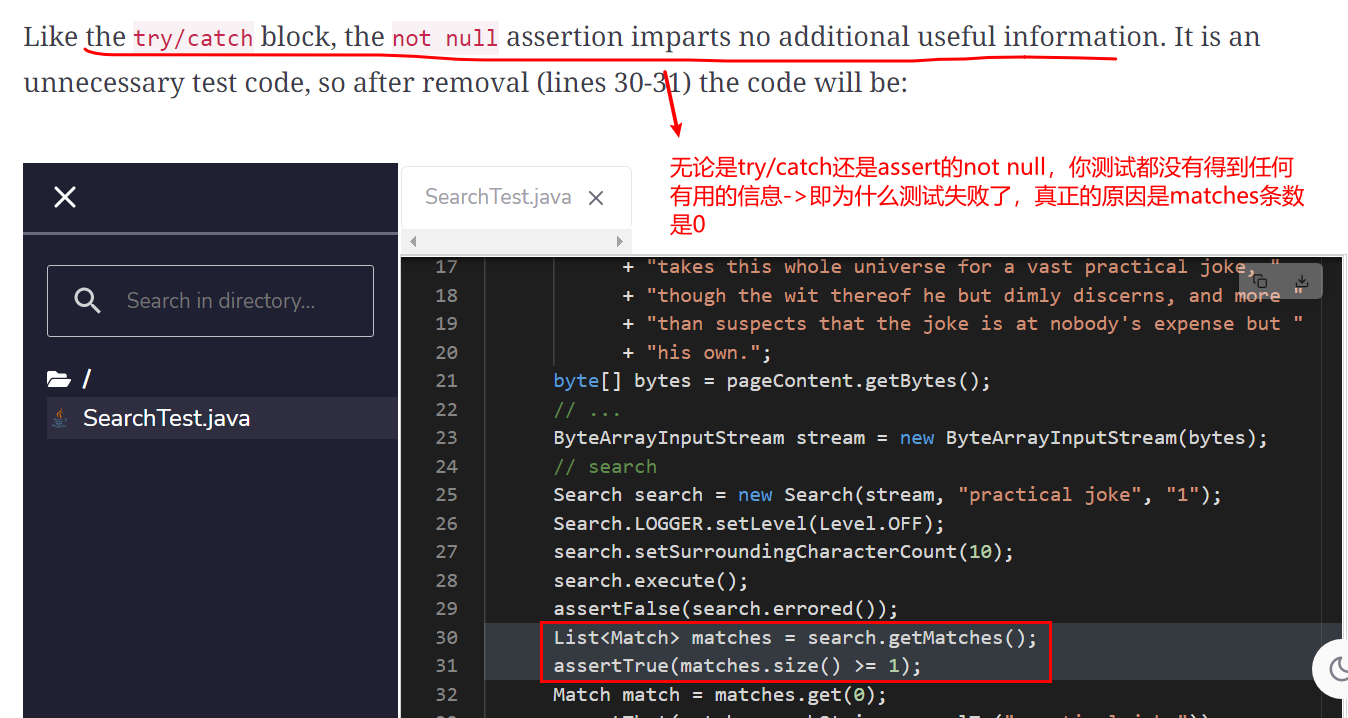 Like the try/catch block, the not null assertion imparts no additional useful information. It is an
unnecessary test code, so after removal (lines 30-31) the code will be:
无论是try/catch还是assert的not null，你测试都没有得到任何
有用的信息->即为什么测试失败了，真正的原因是matches条数
是0
SearchTest.java
Search in directory...
/
SearchTest.java
17 + "takes this whole universe for a vast practical joke, "
18 + "though the wit thereof he but dimly discerns, and more "
19 + "than suspects that the joke is at nobody's expense but "
20 + "his own.";
21 byte[] bytes = pageContent.getBytes();
22 // ...
23 ByteArrayInputStream stream = new ByteArrayInputStream(bytes);
24 // search
25 Search search = new Search(stream, "practical joke", "1");
26 Search.LOGGER.setLevel(Level.OFF);
27 search.setSurroundingCharacterCount(10);
28 search.execute();
29 assertFalse(search.errored());
30 List<Match> matches = search.getMatches();
31 assertTrue(matches.size() >= 1);
32 Match match = matches.get(0);